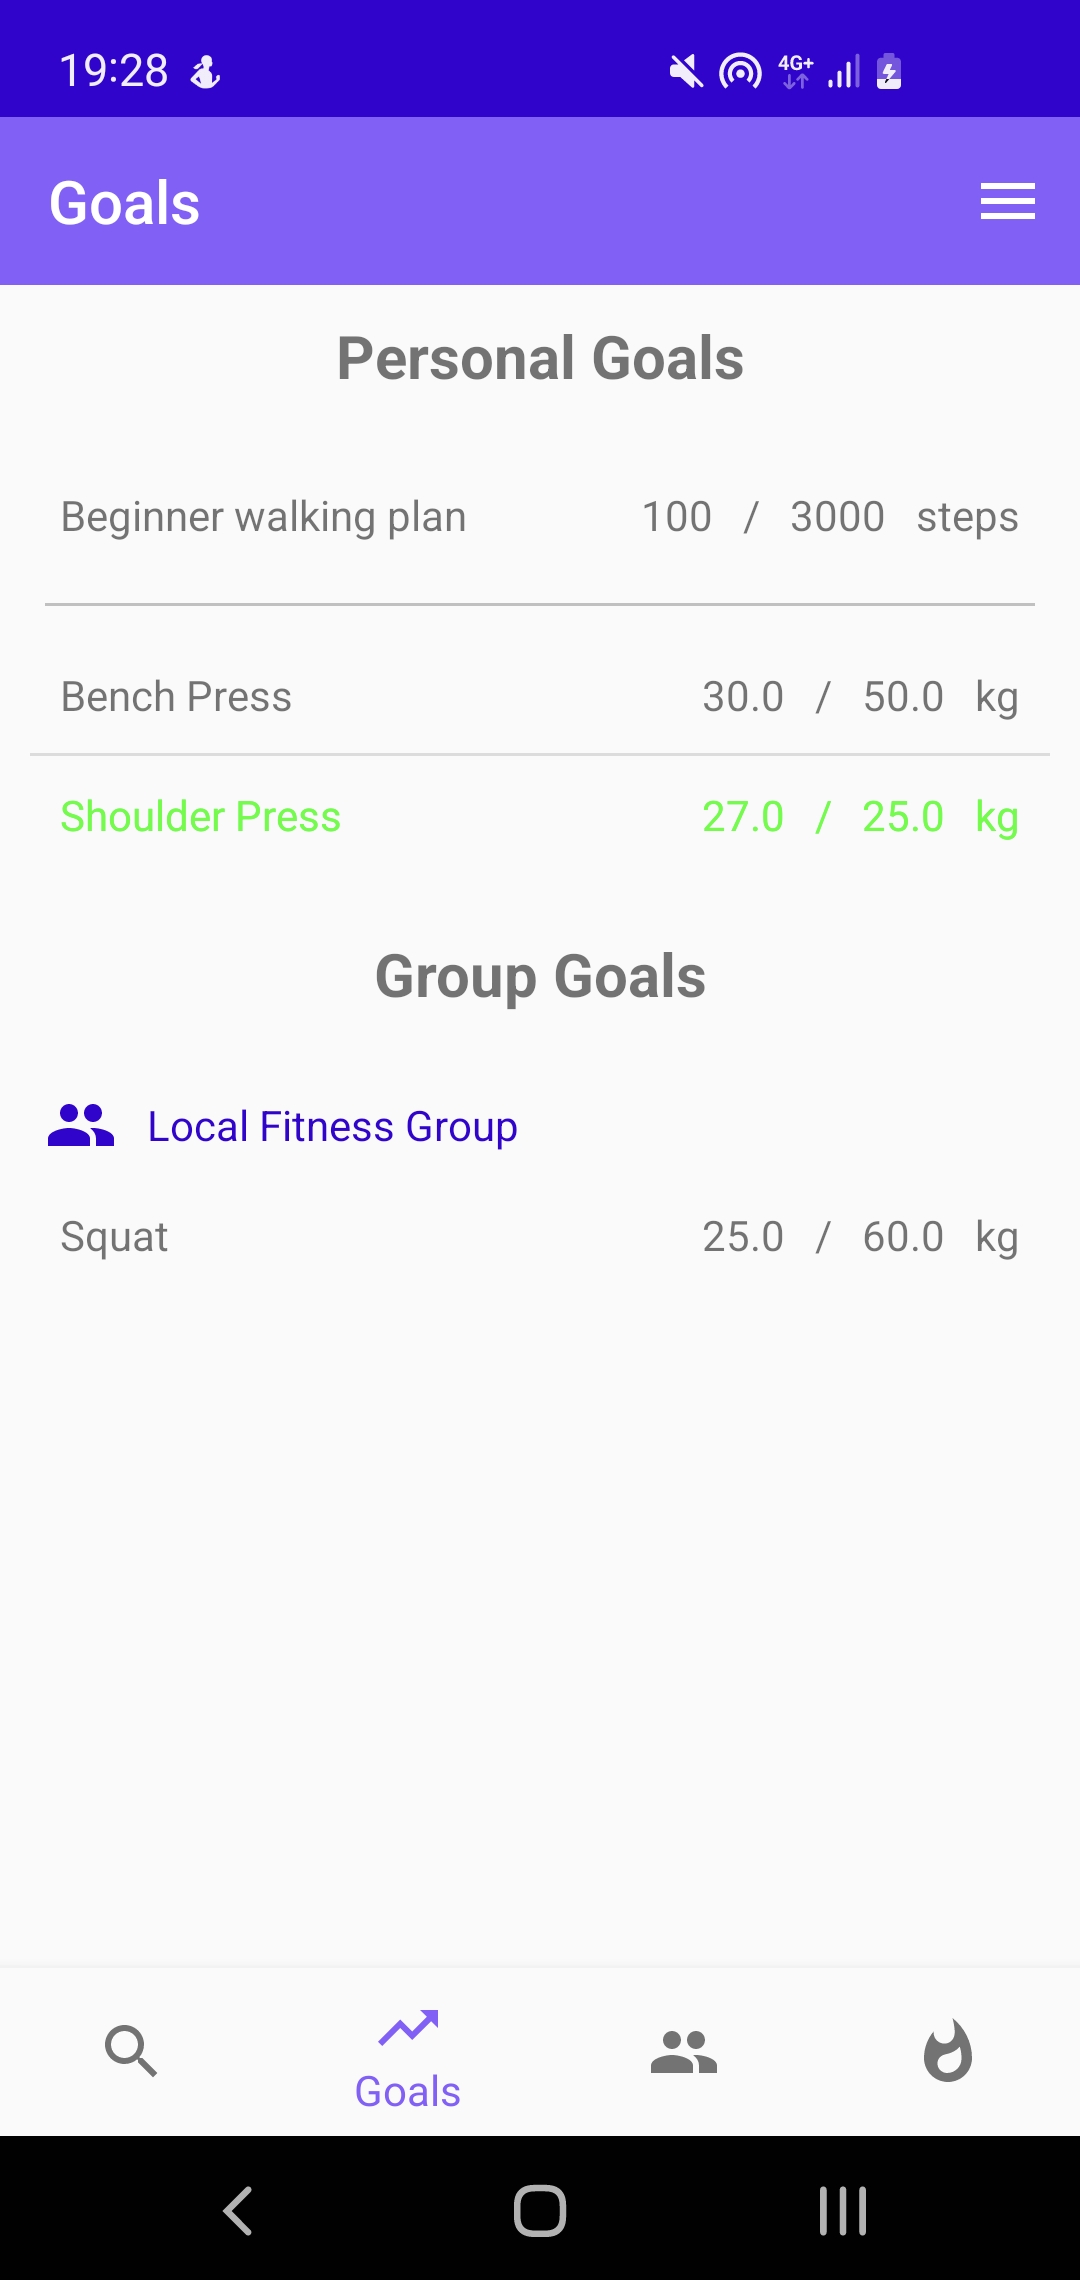 19:28
4G+
Goals
Personal Goals
Beginner walking plan 100 / 3000 steps
Bench Press 30.0 / 50.0 kg
Shoulder Press 27.0 / 25.0 kg
Group Goals
Local Fitness Group
Squat 25.0 / 60.0 kg
Goals